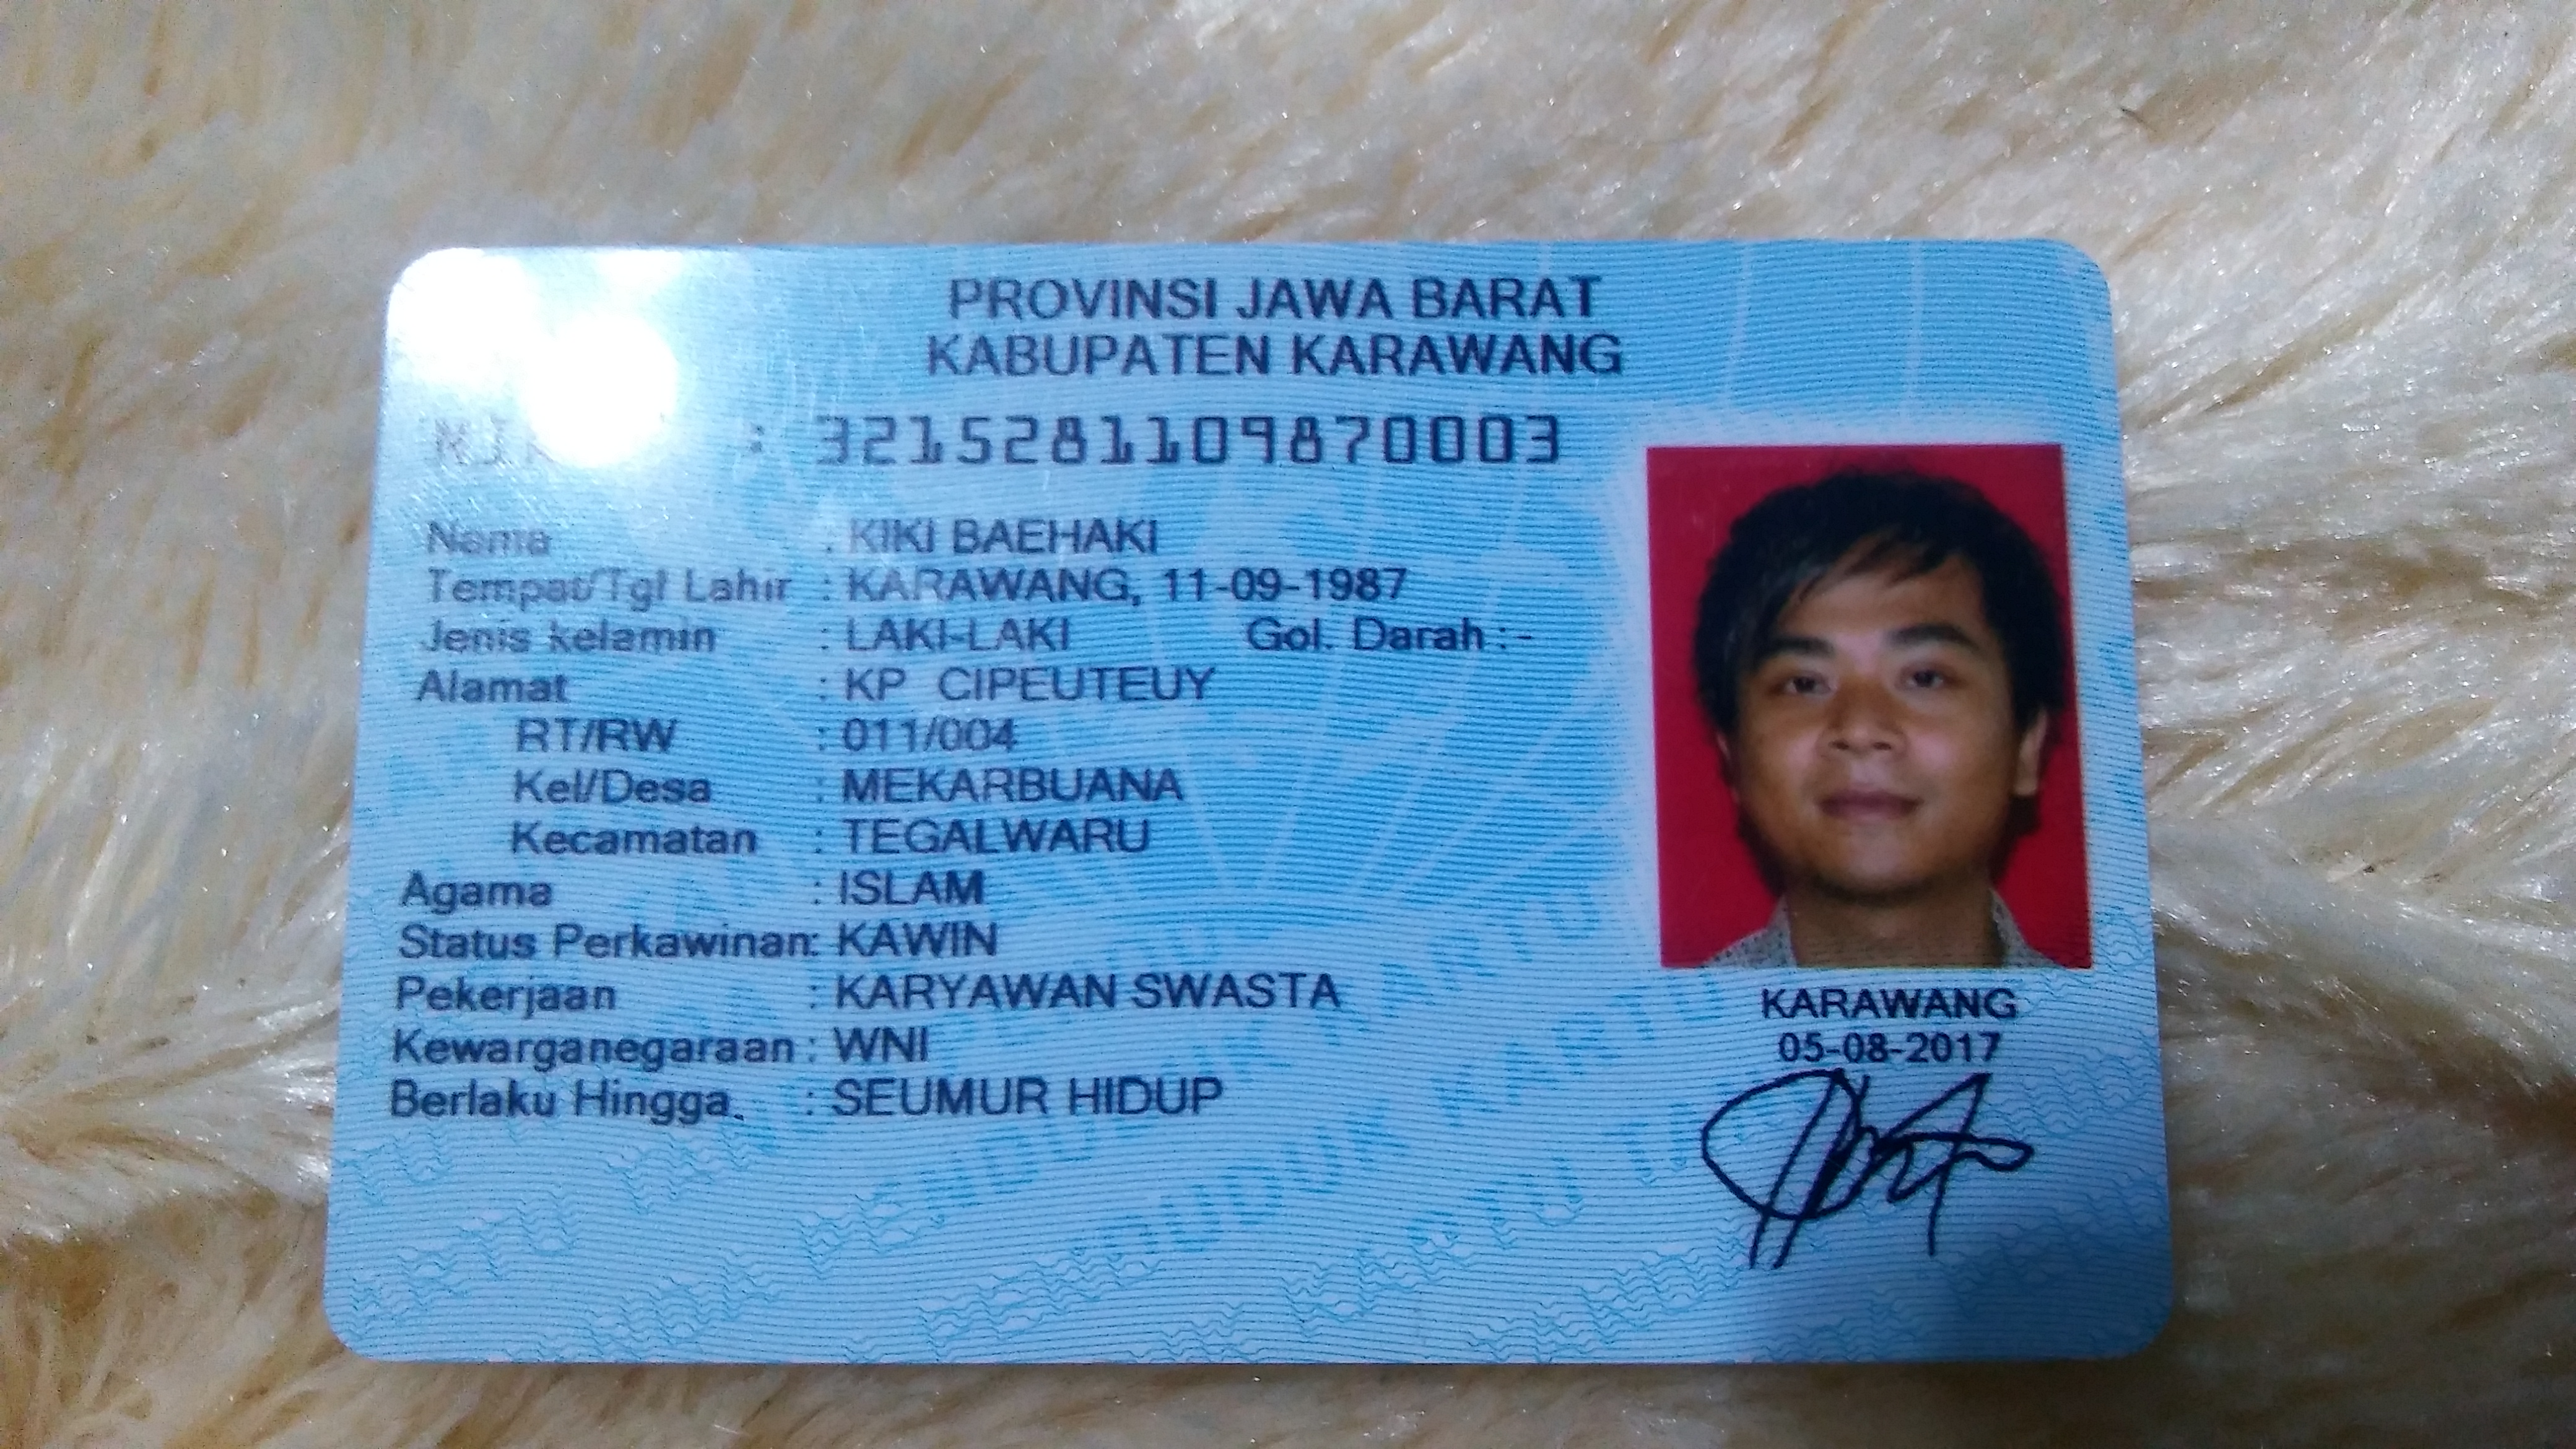 PROVINSI JAWA BARAT
KABUPATEN KARAWANG
NIK : 3215281109870003
Nama : KIKI BAEHAKI
Tempat/Tgl Lahir : KARAWANG, 11-09-1987
Jenis kelamin : LAKI-LAKI Gol. Darah : -
Alamat : KP CIPEUTEUY
RT/RW : 011/004
Kel/Desa : MEKARBUANA
Kecamatan : TEGALWARU
Agama : ISLAM
Status Perkawinan: KAWIN
Pekerjaan : KARYAWAN SWASTA
Kewarganegaraan : WNI
Berlaku Hingga : SEUMUR HIDUP
KARAWANG
05-08-2017